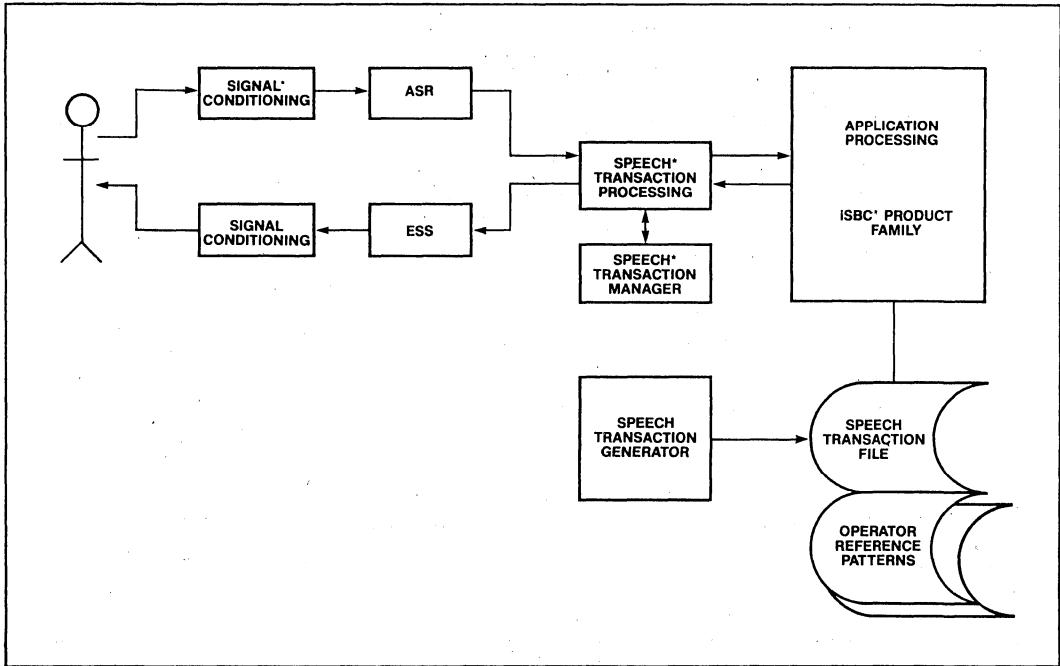 SIGNAL*
CONDITIONING
ASR
SPEECH*
TRANSACTION
PROCESSING
APPLICATION
PROCESSING
iSBC* PRODUCT
FAMILY
SIGNAL
CONDITIONING
ESS
SPEECH*
TRANSACTION
MANAGER
SPEECH
TRANSACTION
GENERATOR
SPEECH
TRANSACTION
FILE
OPERATOR
REFERENCE
PATTERNS